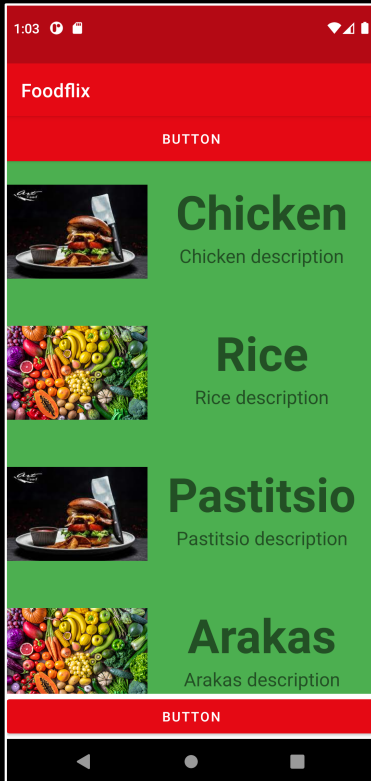 1:03
Foodflix
BUTTON
Chicken
Chicken description
Rice
Rice description
Pastitsio
Pastitsio description
Arakas
Arakas description
BUTTON